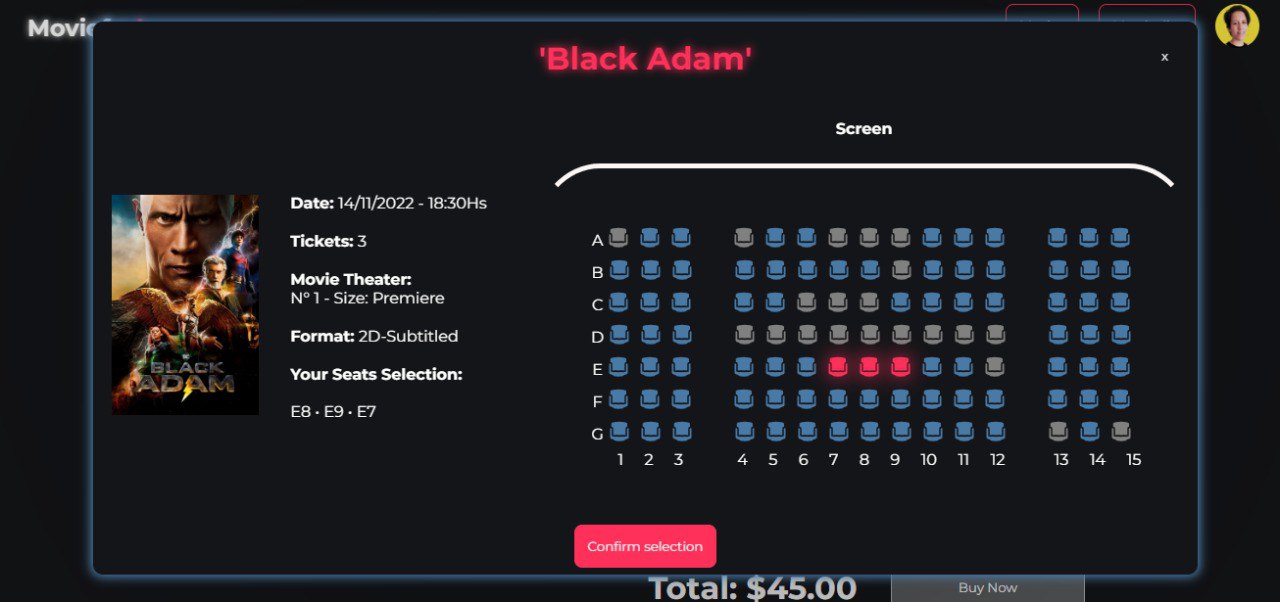 'Black Adam'
x
Screen
Date: 14/11/2022 - 18:30Hs
Tickets: 3
Movie Theater:
N° 1 - Size: Premiere
Format: 2D-Subtitled
Your Seats Selection:
E8 • E9 • E7
BLACK
ADAM
A
B
C
D
E
F
G
1 2 3 4 5 6 7 8 9 10 11 12 13 14 15
Confirm selection
Total: $45.00
Buy Now